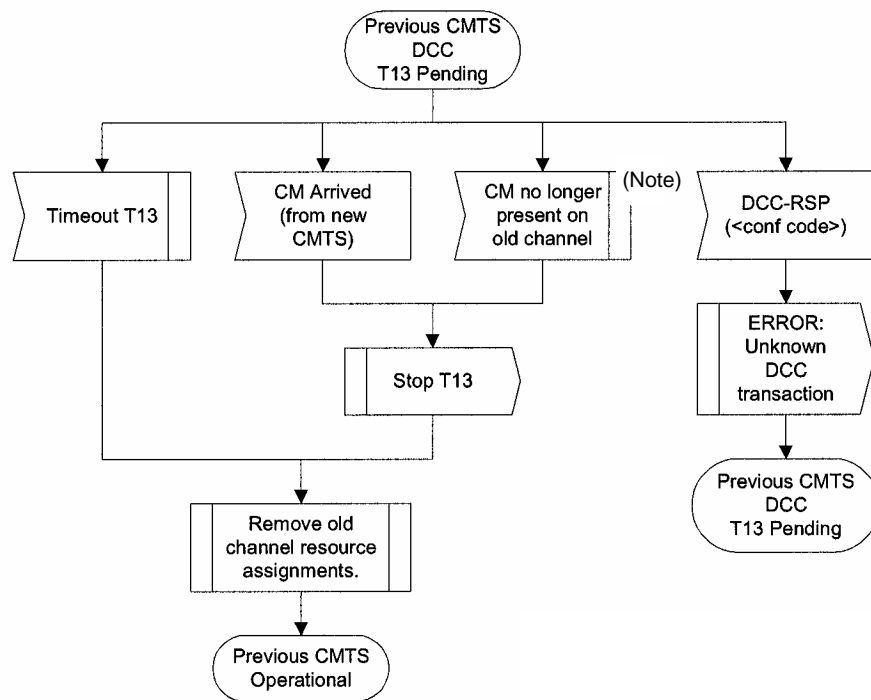 Previous CMTS
DCC
T13 Pending
Timeout T13
CM Arrived
(from new
CMTS)
CM no longer
present on
old channel
(Note)
DCC-RSP
(<conf code>)
ERROR:
Unknown
DCC
transaction
Stop T13
Previous CMTS
DCC
T13 Pending
Remove old
channel resource
assignments.
Previous CMTS
Operational